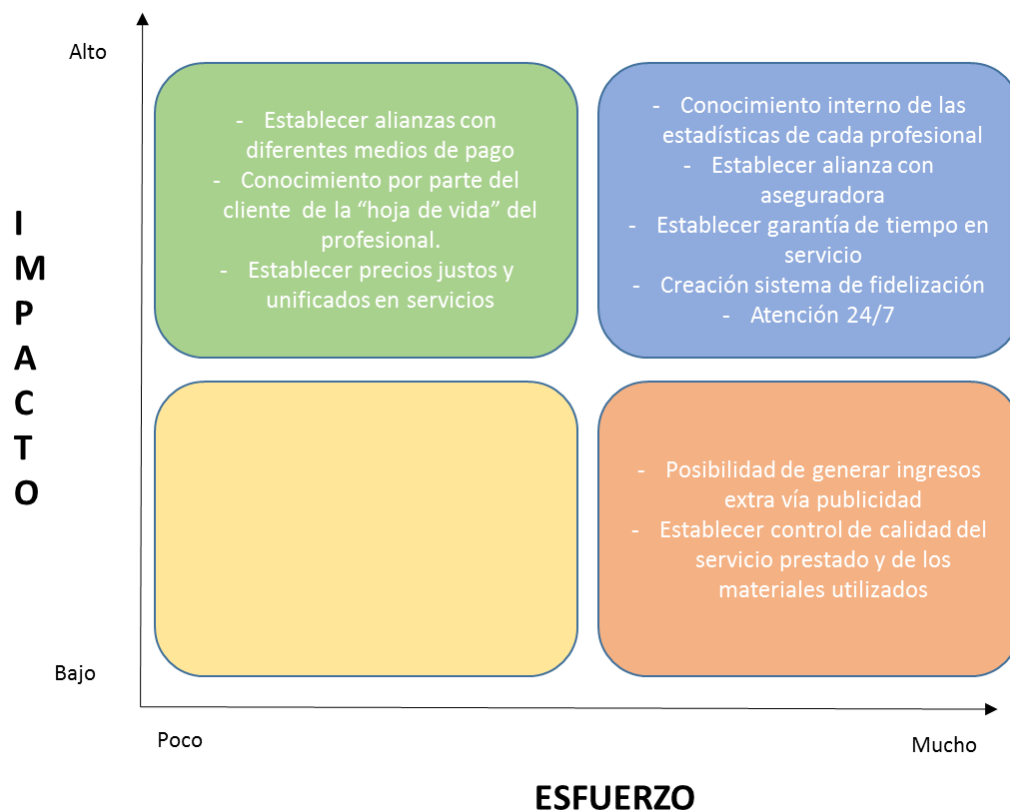 Alto
- Establecer alianzas con
diferentes medios de pago
- Conocimiento por parte del
cliente de la “hoja de vida” del
profesional.
- Establecer precios justos y
unificados en servicios
- Conocimiento interno de las
estadísticas de cada profesional
- Establecer alianza con
aseguradora
- Establecer garantía de tiempo en
servicio
- Creación sistema de fidelización
- Atención 24/7
I
M
P
A
C
T
O
- Posibilidad de generar ingresos
extra vía publicidad
- Establecer control de calidad del
servicio prestado y de los
materiales utilizados
Bajo
Poco
Mucho
ESFUERZO